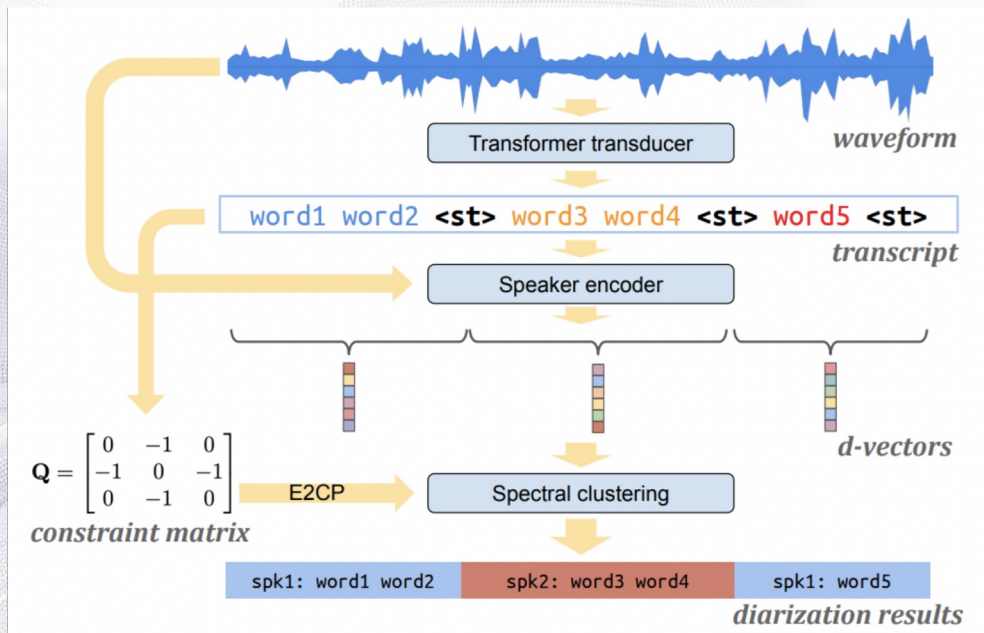 waveform
Transformer transducer
word1 word2 <st> word3 word4 <st> word5 <st>
transcript
Speaker encoder
d-vectors
Q = [ 0 −1 0
−1 0 −1
0 −1 0 ]
constraint matrix
E2CP
Spectral clustering
spk1: word1 word2 spk2: word3 word4 spk1: word5
diarization results